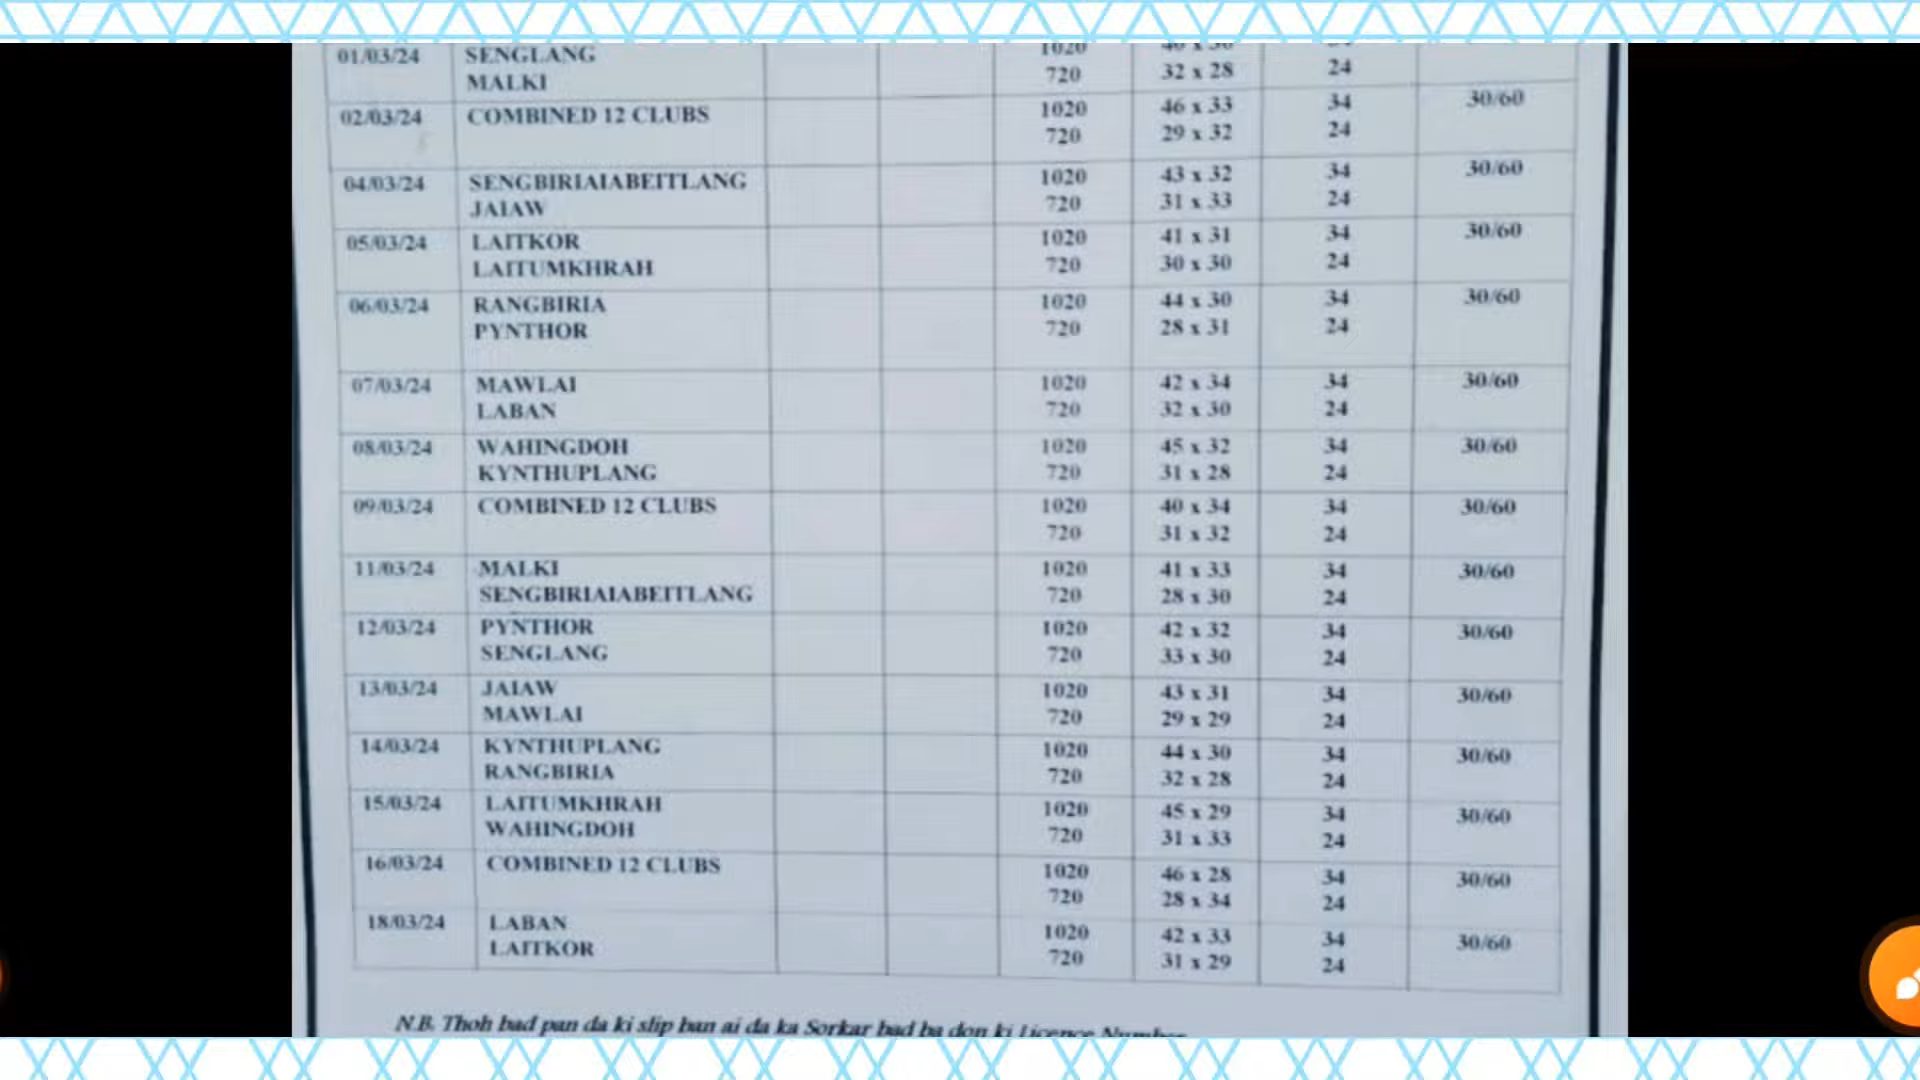 01/03/24 SENGLANG 1020 34
MALKI 720 32 x 28 24
02/03/24 COMBINED 12 CLUBS 1020 46 x 33 34 30/60
720 29 x 32 24
04/03/24 SENGBIRIAIABEITLANG 1020 43 x 32 34 30/60
JAIAW 720 31 x 33 24
05/03/24 LAITKOR 1020 41 x 31 34 30/60
LAITUMKHRAH 720 30 x 30 24
06/03/24 RANGBIRIA 1020 44 x 30 34 30/60
PYNTHOR 720 28 x 31 24
07/03/24 MAWLAI 1020 42 x 34 34 30/60
LABAN 720 32 x 30 24
08/03/24 WAHINGDOH 1020 45 x 32 34 30/60
KYNTHUPLANG 720 31 x 28 24
09/03/24 COMBINED 12 CLUBS 1020 40 x 34 34 30/60
720 31 x 32 24
11/03/24 MALKI 1020 41 x 33 34 30/60
SENGBIRIAIABEITLANG 720 28 x 30 24
12/03/24 PYNTHOR 1020 42 x 32 34 30/60
SENGLANG 720 33 x 30 24
13/03/24 JAIAW 1020 43 x 31 34 30/60
MAWLAI 720 29 x 29 24
14/03/24 KYNTHUPLANG 1020 44 x 30 34 30/60
RANGBIRIA 720 32 x 28 24
15/03/24 LAITUMKHRAH 1020 45 x 29 34 30/60
WAHINGDOH 720 31 x 33 24
16/03/24 COMBINED 12 CLUBS 1020 46 x 28 34 30/60
720 28 x 34 24
18/03/24 LABAN 1020 42 x 33 34 30/60
LAITKOR 720 31 x 29 24
N.B. Thoh bad pan da ki slip ban ai da ka Sorkar bad ba don ki Licence Number